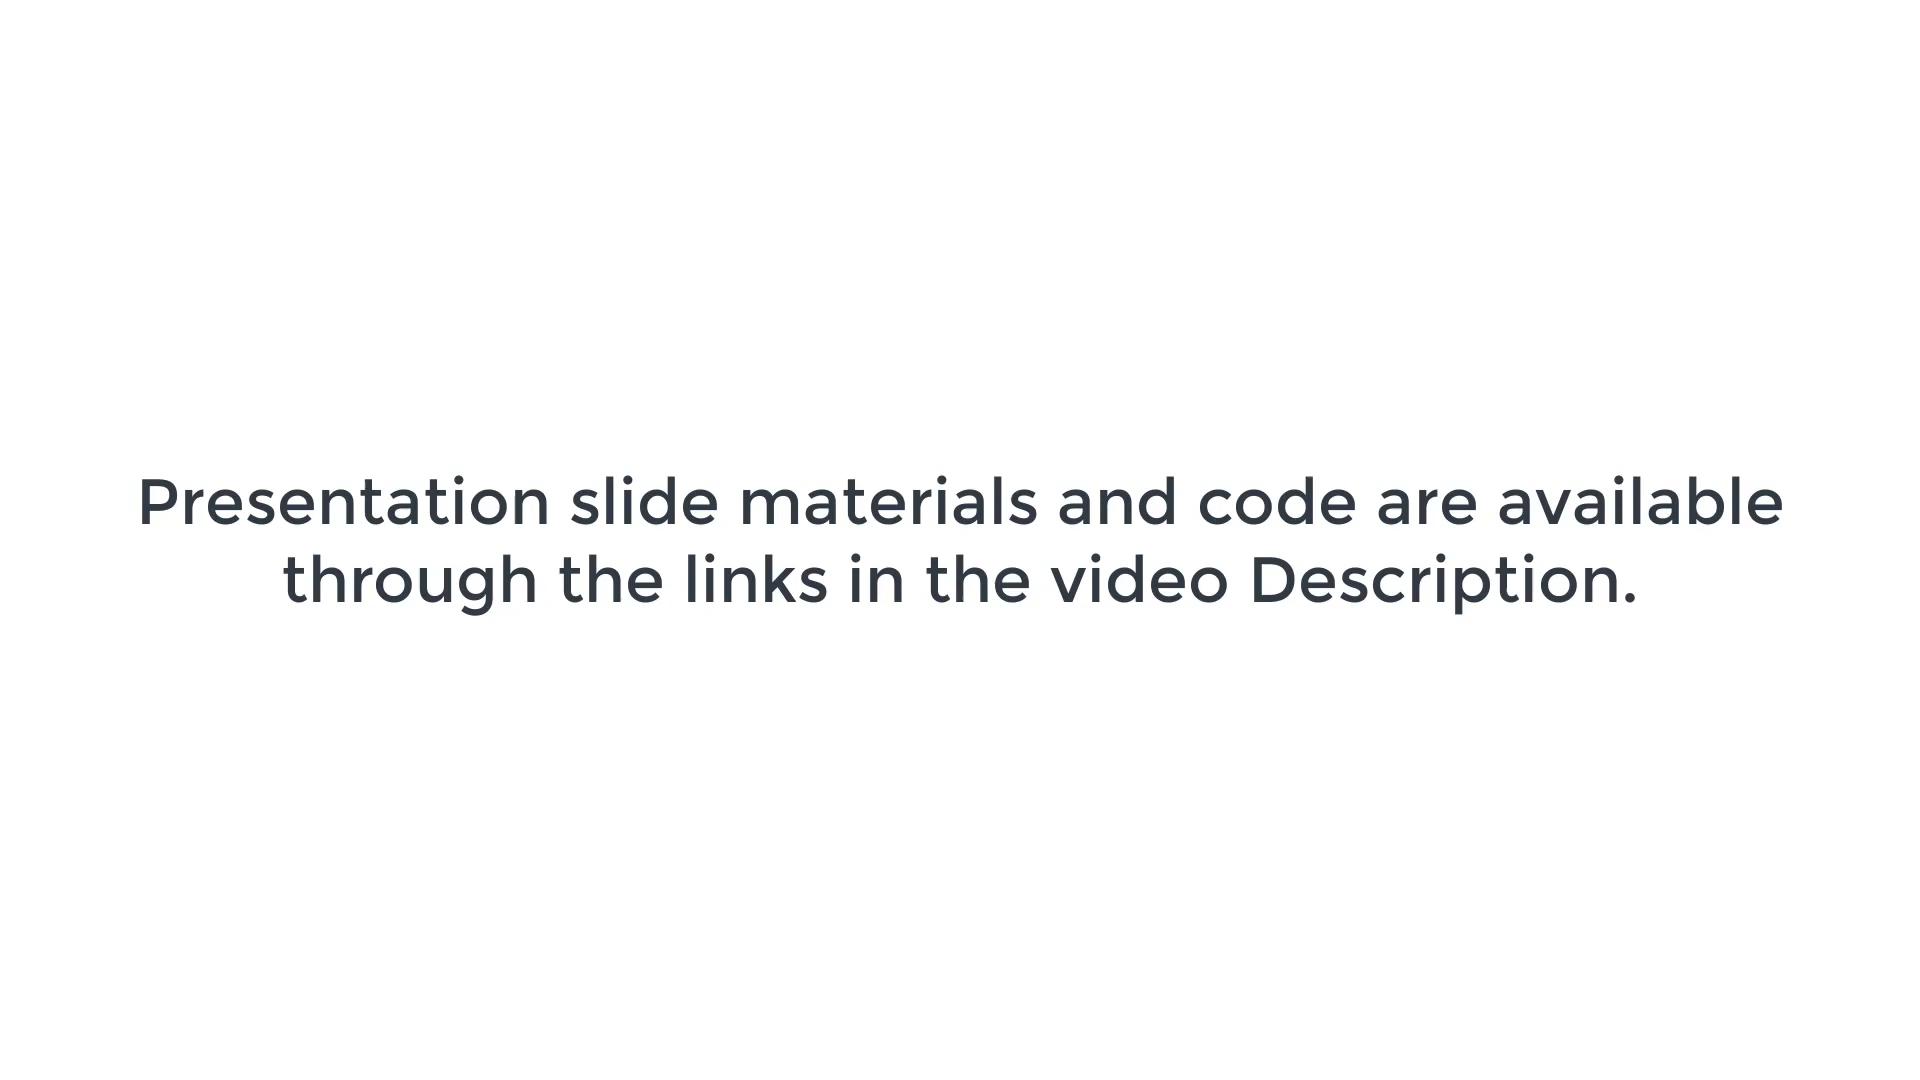 Presentation slide materials and code are available
through the links in the video Description.